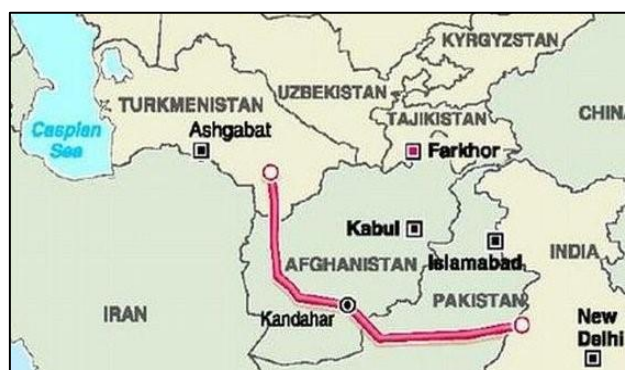 KYRGYZSTAN
UZBEKISTAN
TURKMENISTAN
TAJIKISTAN
CHINA
Caspian
Sea
Ashgabat
Farkhor
Kabul
Islamabad
INDIA
AFGHANISTAN
PAKISTAN
IRAN
Kandahar
New
Delhi